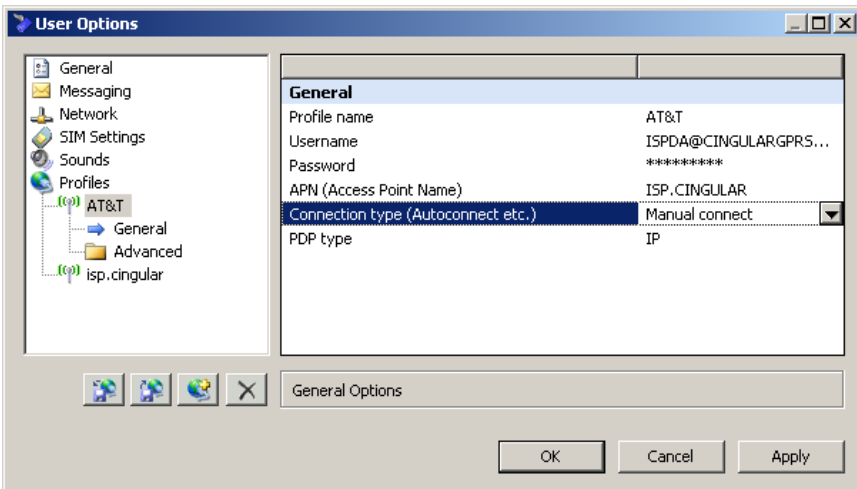 User Options
General
Messaging
Network
SIM Settings
Sounds
Profiles
AT&T
General
Advanced
isp.cingular
General
Profile name AT&T
Username ISPDA@CINGULARGPRS...
Password *********
APN (Access Point Name) ISP.CINGULAR
Connection type (Autoconnect etc.) Manual connect
PDP type IP
General Options
OK Cancel Apply